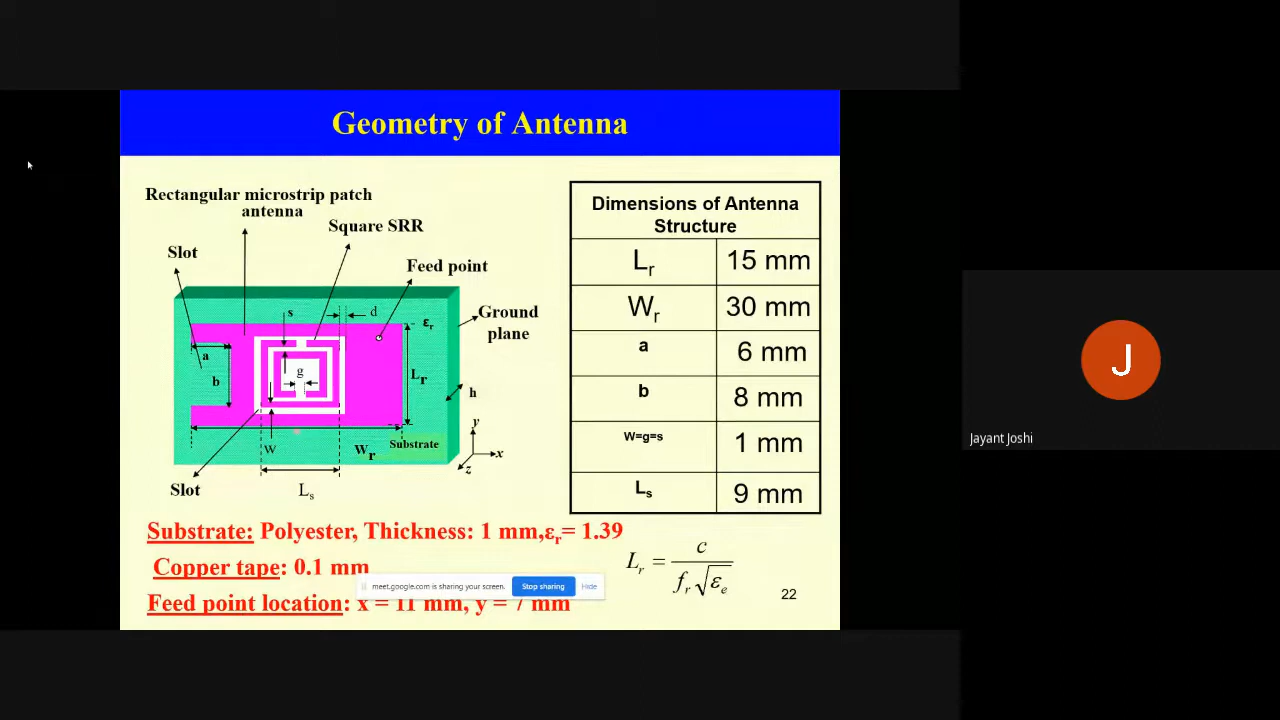 Geometry of Antenna
Rectangular microstrip patch
antenna
Square SRR
Slot
Feed point
Ground
plane
s
d
εr
a
b
g
Lr
h
W
Wr
Substrate
y
x
z
Slot
Ls
Dimensions of Antenna
Structure
Lr 15 mm
Wr 30 mm
a 6 mm
b 8 mm
W=g=s 1 mm
Ls 9 mm
Substrate: Polyester, Thickness: 1 mm,εr= 1.39
Copper tape: 0.1 mm
Feed point location: x = 11 mm, y = 7 mm
Lr = c / fr√εe
22
meet.google.com is sharing your screen. Stop sharing Hide
J
Jayant Joshi